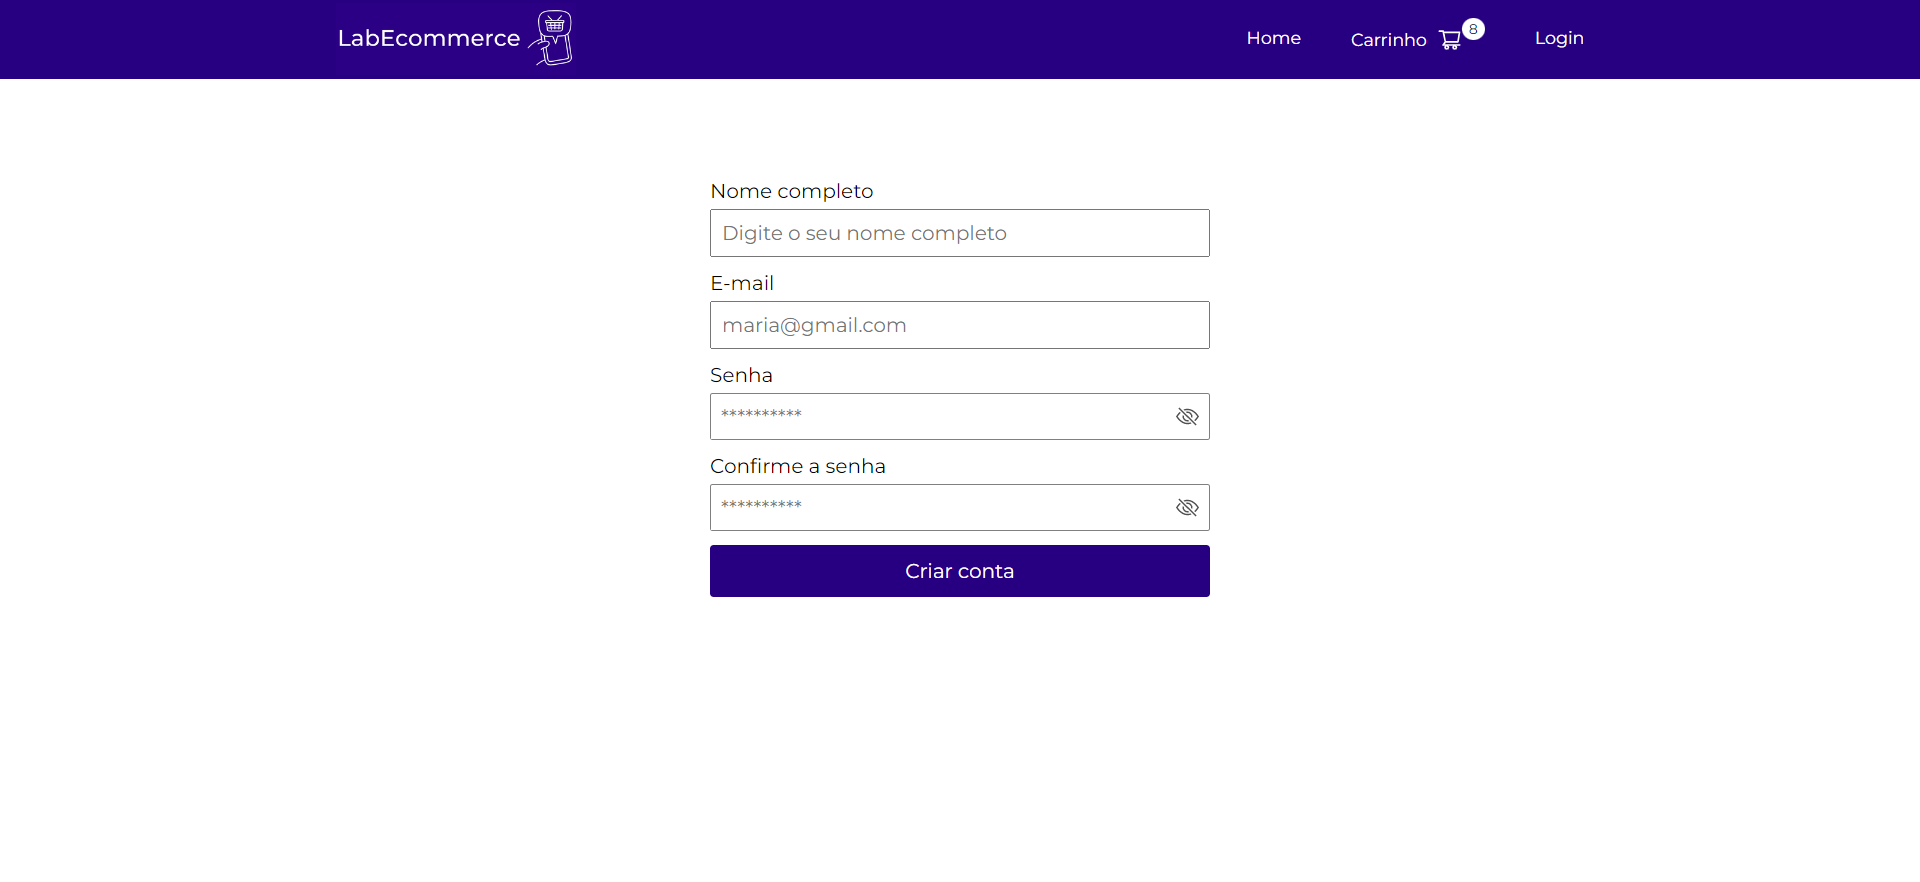 LabEcommerce
Home
Carrinho
8
Login
Nome completo
Digite o seu nome completo
E-mail
maria@gmail.com
Senha
**********
Confirme a senha
**********
Criar conta